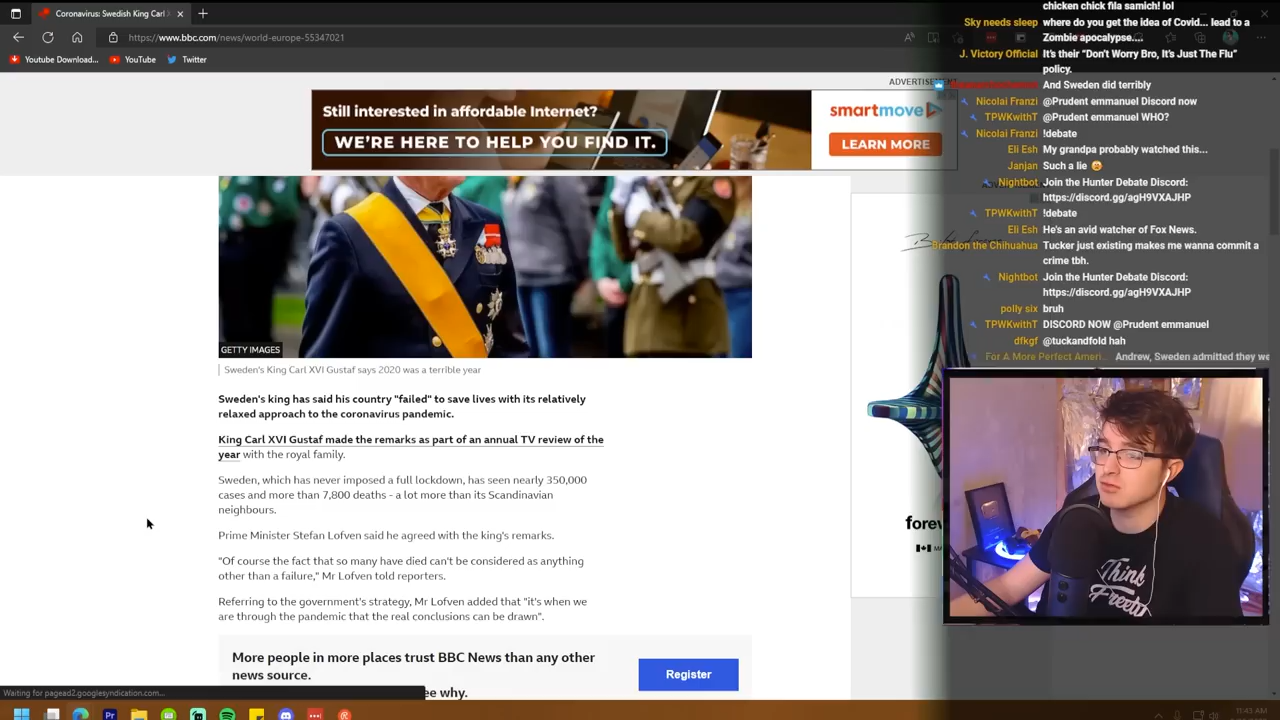 Coronavirus: Swedish King Carl X
https://www.bbc.com/news/world-europe-55347021
Youtube Download...
YouTube
Twitter
Still interested in affordable Internet?
WE'RE HERE TO HELP YOU FIND IT.
smartmove
LEARN MORE
GETTY IMAGES
Sweden's King Carl XVI Gustaf says 2020 was a terrible year
Sweden's king has said his country "failed" to save lives with its relatively
relaxed approach to the coronavirus pandemic.
King Carl XVI Gustaf made the remarks as part of an annual TV review of the
year with the royal family.
Sweden, which has never imposed a full lockdown, has seen nearly 350,000
cases and more than 7,800 deaths - a lot more than its Scandinavian
neighbours.
Prime Minister Stefan Lofven said he agreed with the king's remarks.
"Of course the fact that so many have died can't be considered as anything
other than a failure," Mr Lofven told reporters.
Referring to the government's strategy, Mr Lofven added that "it's when we
are through the pandemic that the real conclusions can be drawn".
More people in more places trust BBC News than any other
news source.
Register
ee why.
Waiting for pagead2.googlesyndication.com...
chicken chick fila samich! lol
Sky needs sleep where do you get the idea of Covid... lead to a
Zombie apocalypse....
J. Victory Official It's their "Don't Worry Bro, It's Just The Flu"
policy.
And Sweden did terribly
Nicolai Franzi @Prudent emmanuel Discord now
TPWKwithT @Prudent emmanuel WHO?
Nicolai Franzi !debate
Eli Esh My grandpa probably watched this...
Janjan Such a lie
Nightbot Join the Hunter Debate Discord:
https://discord.gg/agH9VXAJHP
TPWKwithT !debate
Eli Esh He's an avid watcher of Fox News.
Brandon the Chihuahua Tucker just existing makes me wanna commit a
crime tbh.
Nightbot Join the Hunter Debate Discord:
https://discord.gg/agH9VXAJHP
polly six bruh
TPWKwithT DISCORD NOW @Prudent emmanuel
dfkgf @tuckandfold hah
For A More Perfect Ameri... Andrew, Sweden admitted they we
forev
Think
Freely
11:43 AM